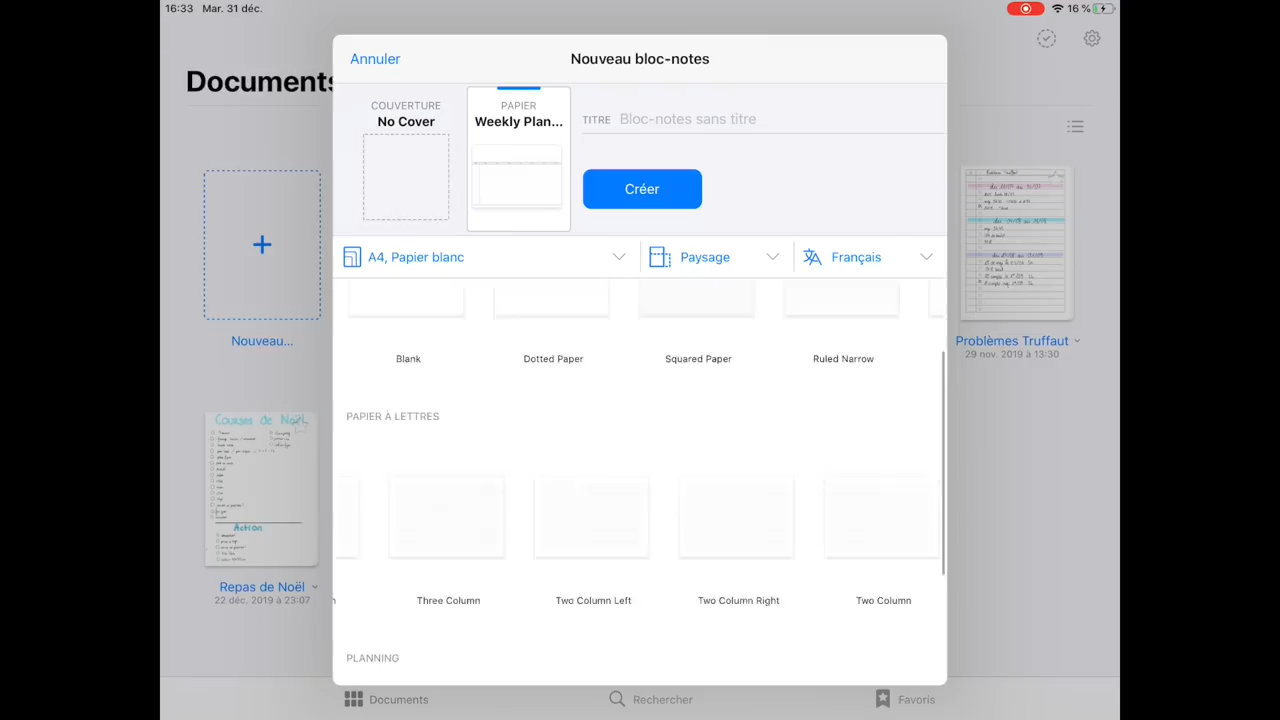 16:33 Mar. 31 déc.
16 %
Documents
Annuler
Nouveau bloc-notes
COUVERTURE
No Cover
PAPIER
Weekly Plan...
TITRE Bloc-notes sans titre
Créer
A4, Papier blanc
Paysage
Français
Blank
Dotted Paper
Squared Paper
Ruled Narrow
PAPIER À LETTRES
Three Column
Two Column Left
Two Column Right
Two Column
PLANNING
Nouveau...
Problèmes Truffaut
29 nov. 2019 à 13:30
Courses de Noël
Action
Repas de Noël
22 déc. 2019 à 23:07
Documents
Rechercher
Favoris